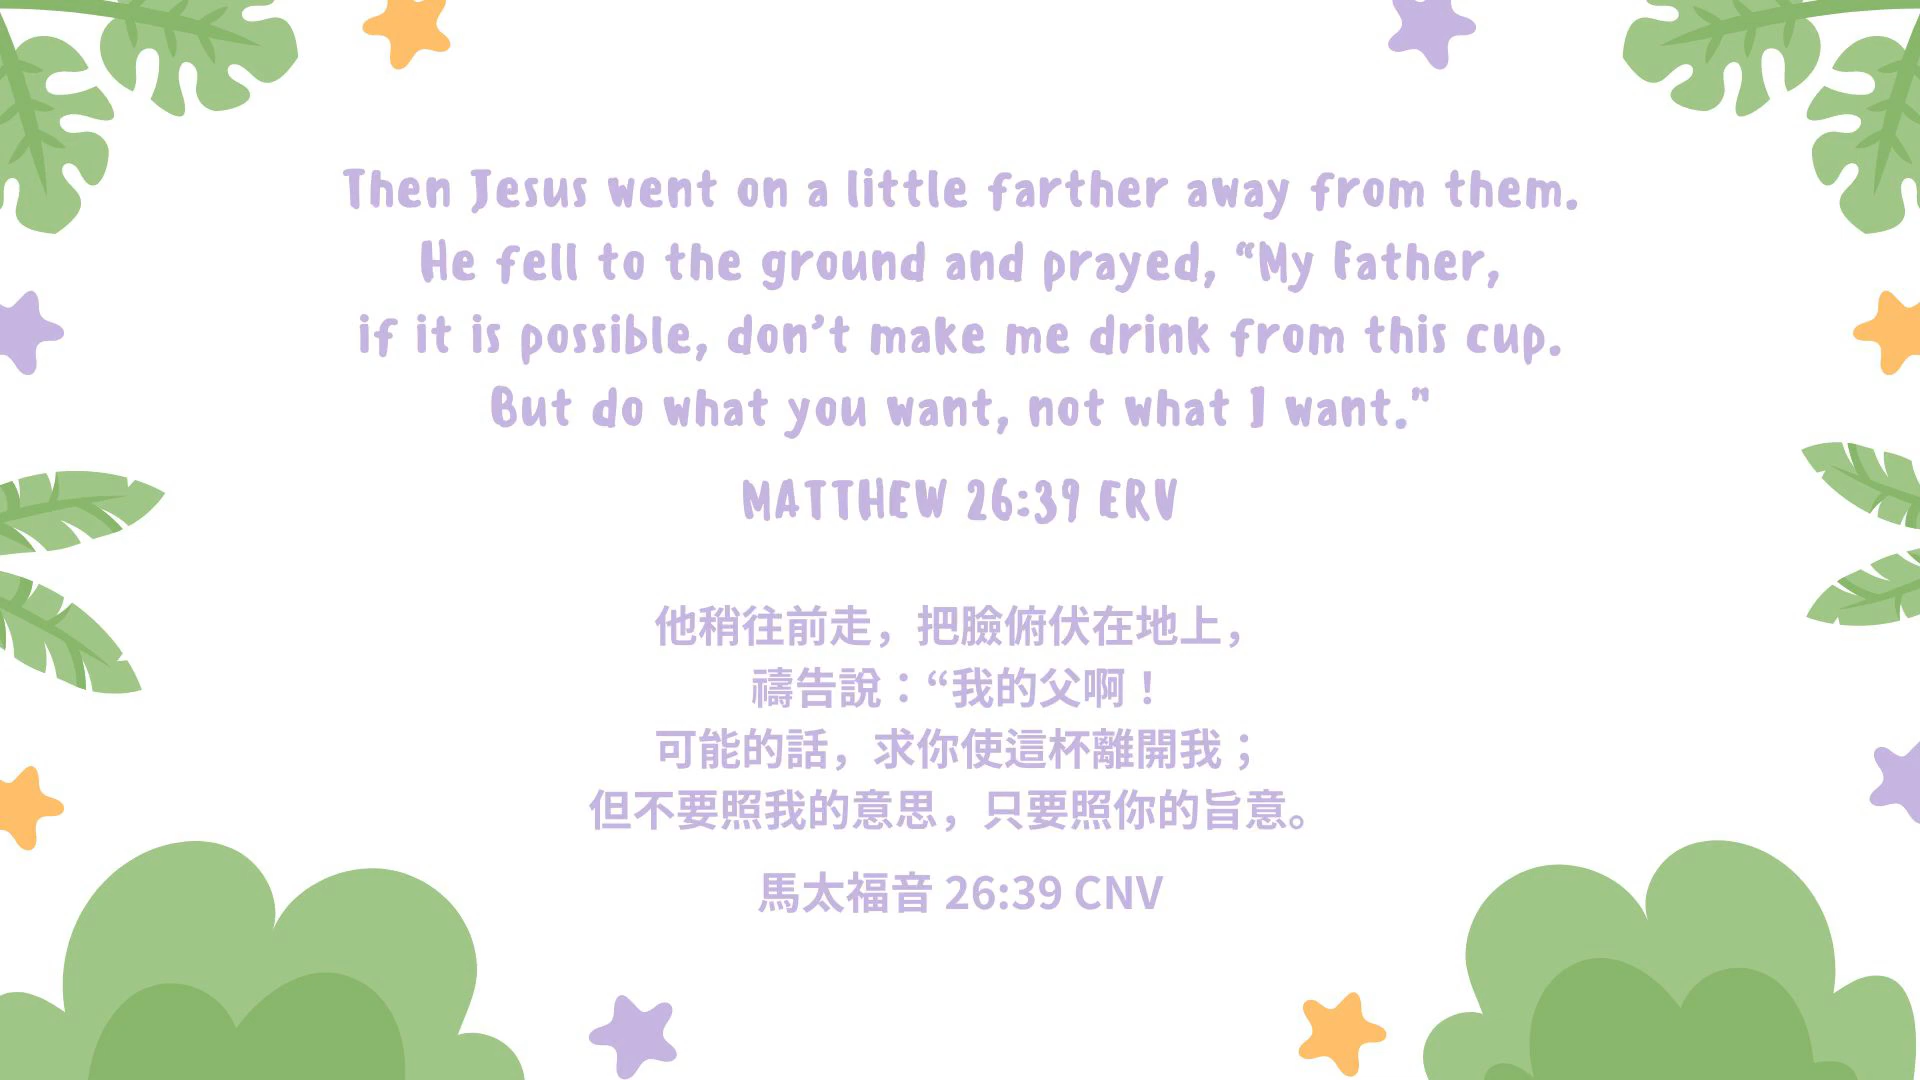 Then Jesus went on a little farther away from them.
He fell to the ground and prayed, “My Father,
if it is possible, don’t make me drink from this cup.
But do what you want, not what I want."
MATTHEW 26:39 ERV
他稍往前走，把臉俯伏在地上，
禱告說：“我的父啊！
可能的話，求你使這杯離開我；
但不要照我的意思，只要照你的旨意。
馬太福音 26:39 CNV